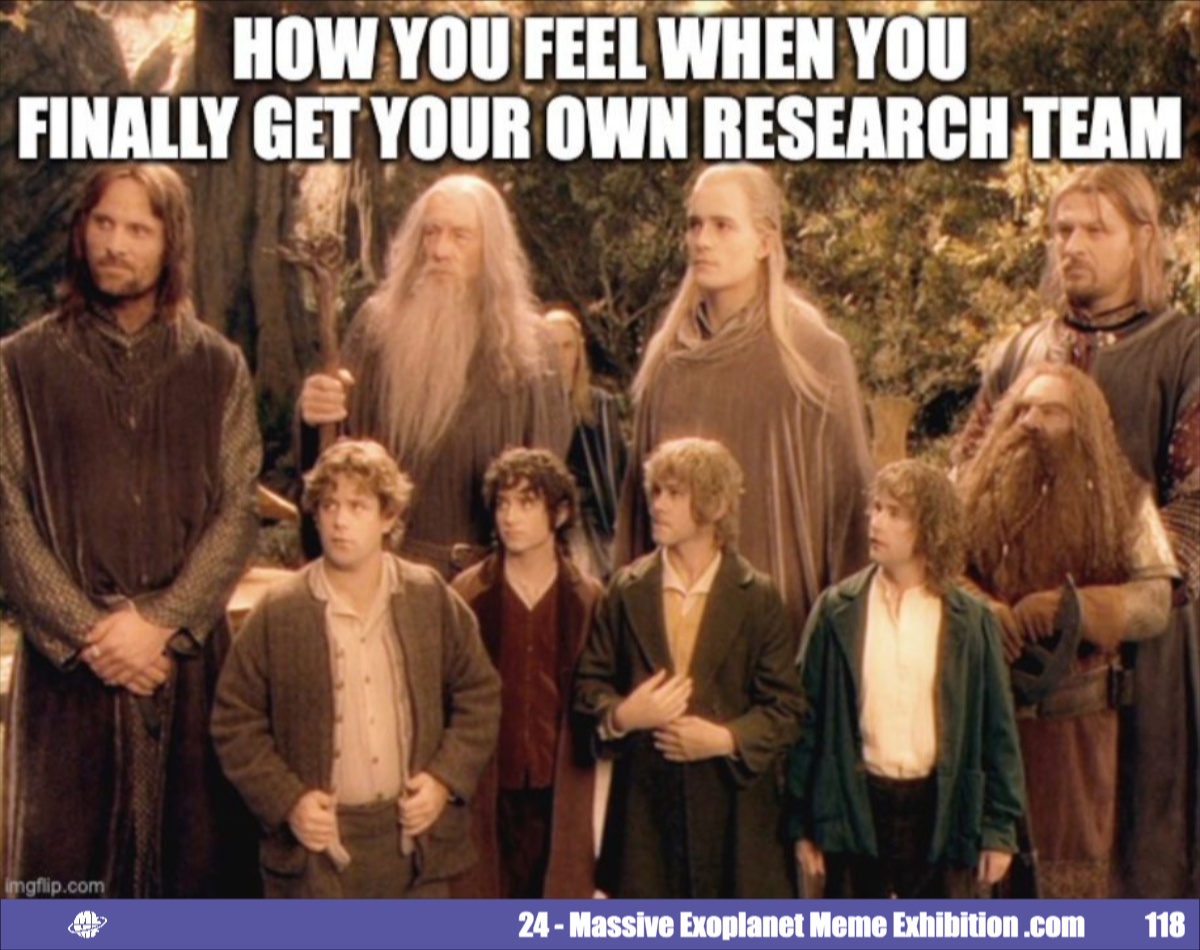 HOW YOU FEEL WHEN YOU
FINALLY GET YOUR OWN RESEARCH TEAM
imgflip.com
24 - Massive Exoplanet Meme Exhibition .com
118